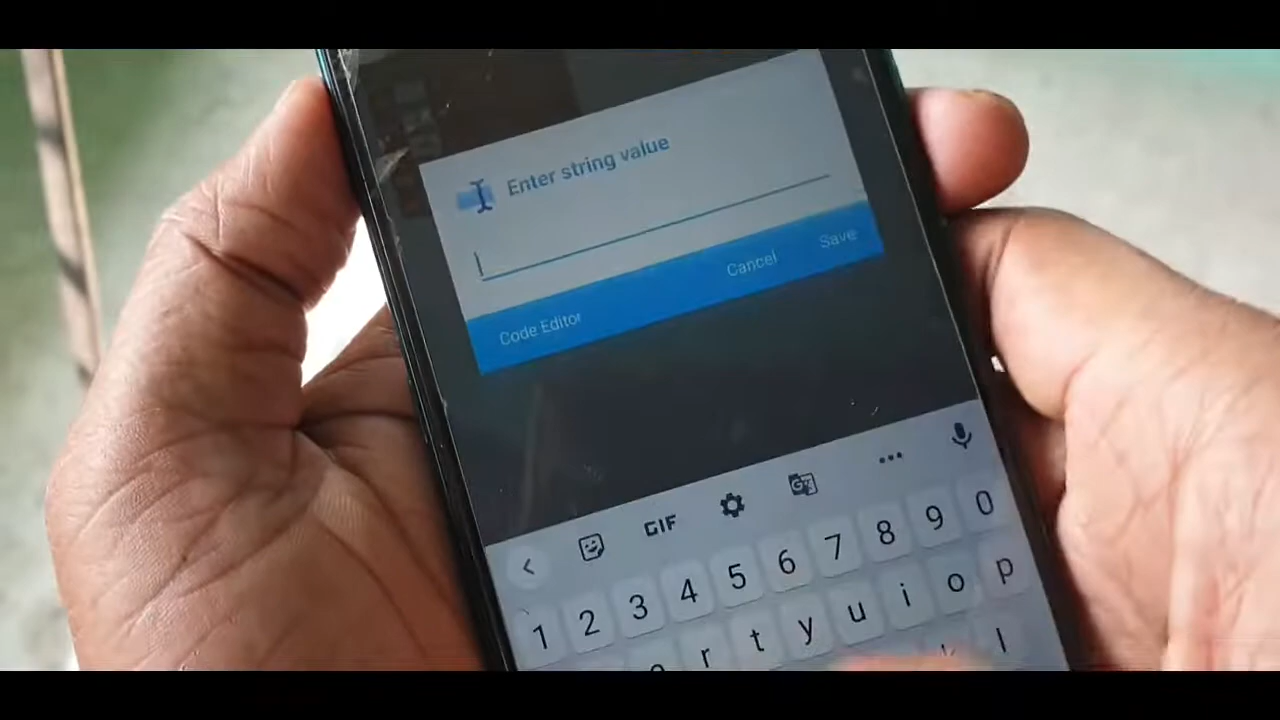 Enter string value
Code Editor Cancel Save
GIF
1 2 3 4 5 6 7 8 9 0
r t y u i o p
l